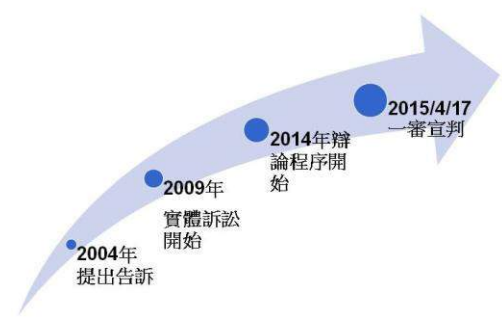 2004年
提出告訴
2009年
實體訴訟
開始
2014年辯
論程序開
始
2015/4/17
一審宣判